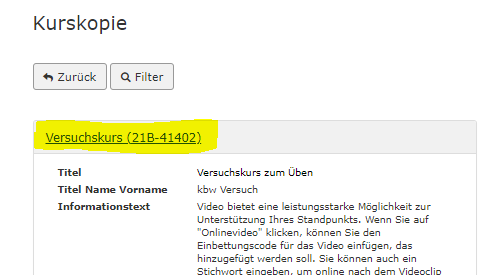 Kurskopie
Zurück Filter
Versuchskurs (21B-41402)
Titel Versuchskurs zum Üben
Titel Name Vorname kbw Versuch
Informationstext Video bietet eine leistungsstarke Möglichkeit zur
Unterstützung Ihres Standpunkts. Wenn Sie auf
"Onlinevideo" klicken, können Sie den
Einbettungscode für das Video einfügen, das
hinzugefügt werden soll. Sie können auch ein
Stichwort eingeben, um online nach dem Videoclip